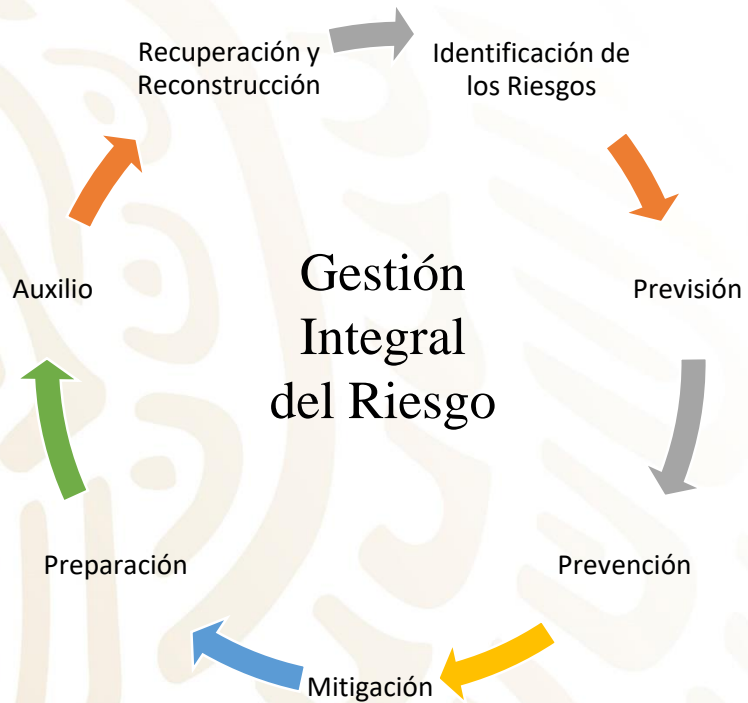 Recuperación y
Reconstrucción
Identificación de
los Riesgos
Auxilio
Gestión
Integral
del Riesgo
Previsión
Preparación
Prevención
Mitigación